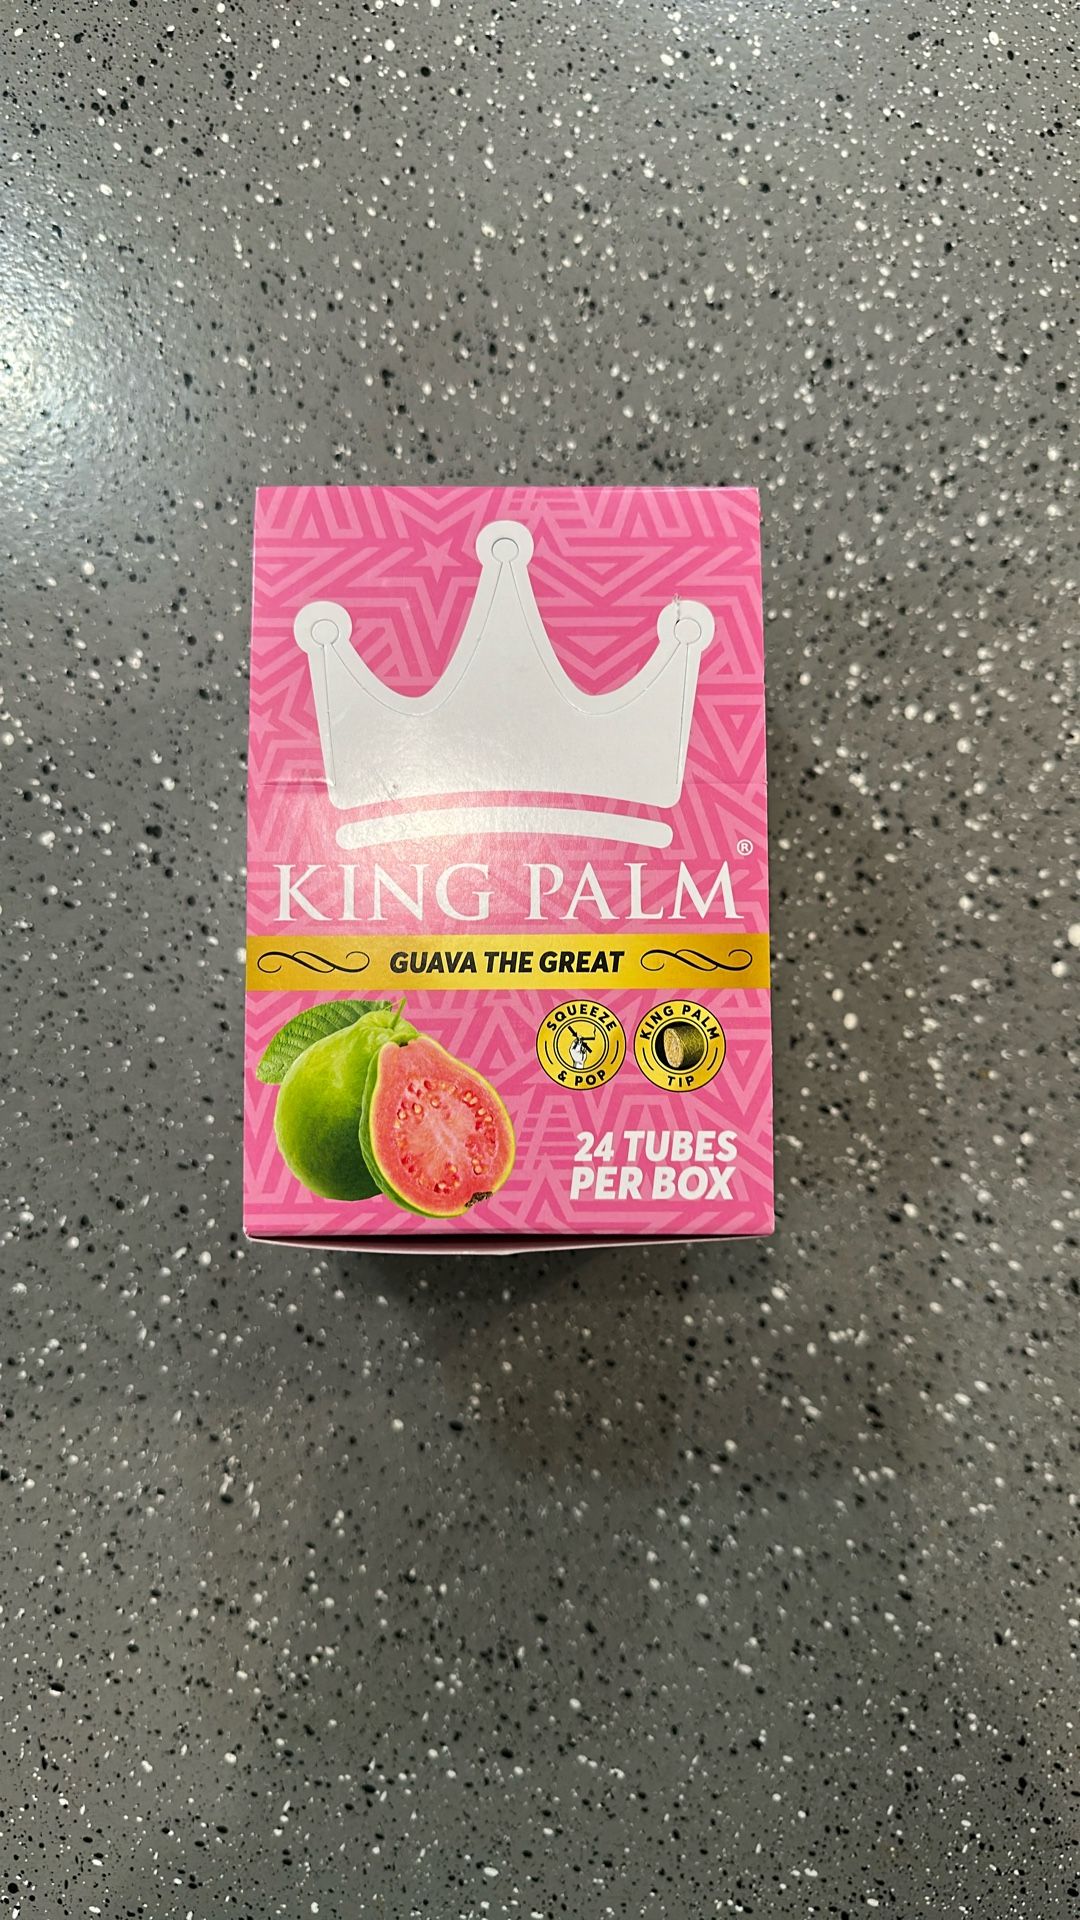 KING PALM®
GUAVA THE GREAT
SQUEEZE
& POP
KING PALM
TIP
24 TUBES
PER BOX